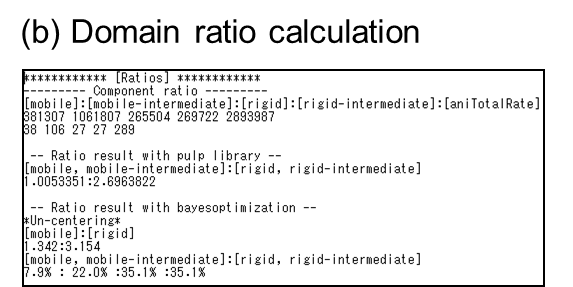 (b) Domain ratio calculation
************ [Ratios] ************
--------- Component ratio ---------
[mobile]:[mobile-intermediate]:[rigid]:[rigid-intermediate]:[aniTotalRate]
381307 1061807 265504 269722 2893987
38 106 27 27 289
-- Ratio result with pulp library --
[mobile, mobile-intermediate]:[rigid, rigid-intermediate]
1.0053351:2.6963822
-- Ratio result with bayesoptimization --
*Un-centering*
[mobile]:[rigid]
1.342:3.154
[mobile, mobile-intermediate]:[rigid, rigid-intermediate]
7.9% : 22.0% :35.1% :35.1%